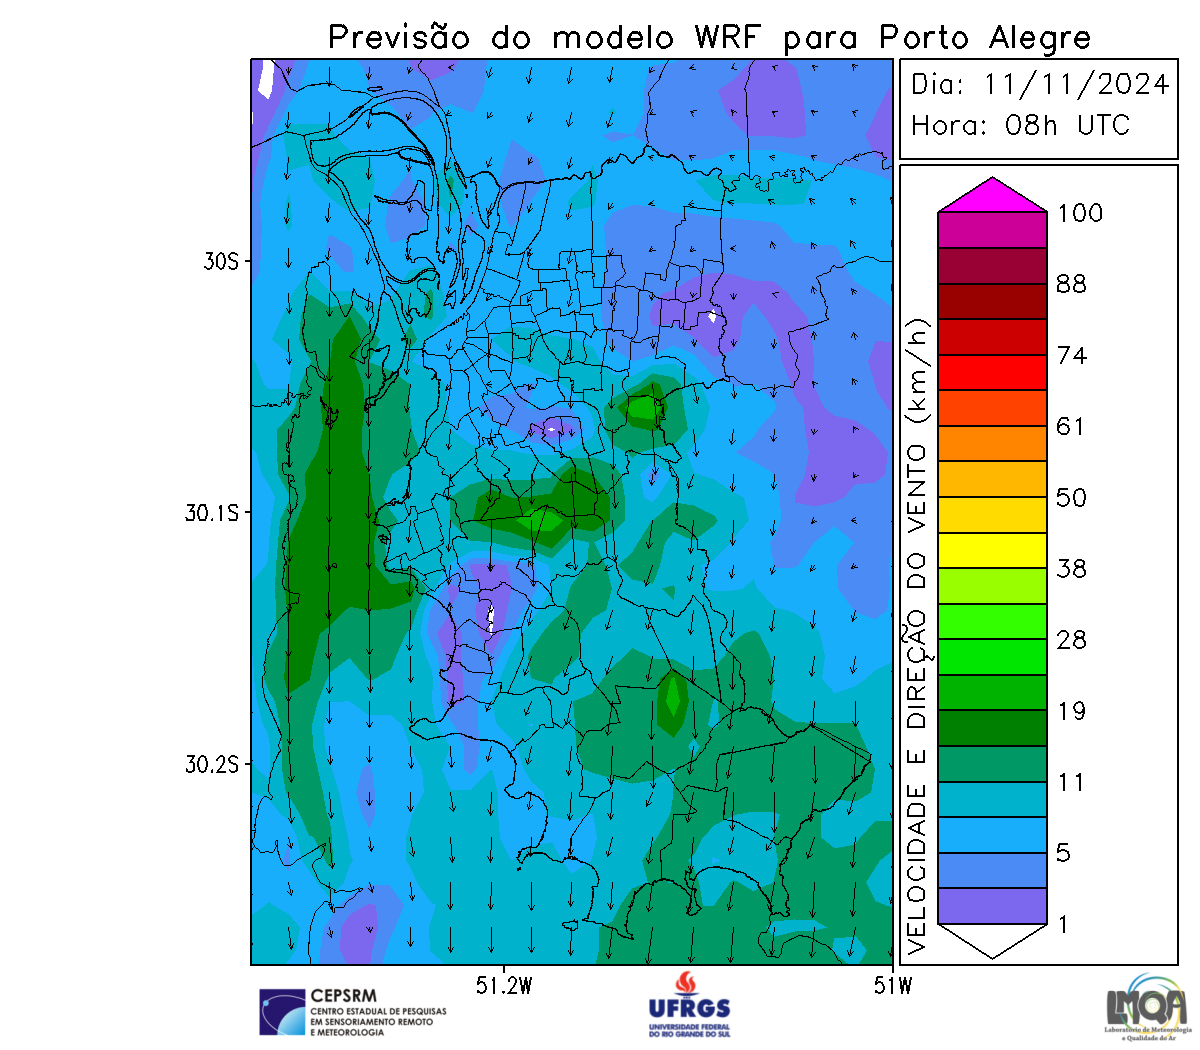 Previsão do modelo WRF para Porto Alegre
Dia: 11/11/2024
Hora: 08h UTC
100
88
74
61
50
38
28
19
11
5
1
VELOCIDADE E DIREÇÃO DO VENTO (km/h)
30S
30.1S
30.2S
51.2W
51W
CEPSRM
CENTRO ESTADUAL DE PESQUISAS
EM SENSORIAMENTO REMOTO
E METEOROLOGIA
UFRGS
UNIVERSIDADE FEDERAL
DO RIO GRANDE DO SUL
LMQA
Laboratório de Meteorologia
e Qualidade do Ar